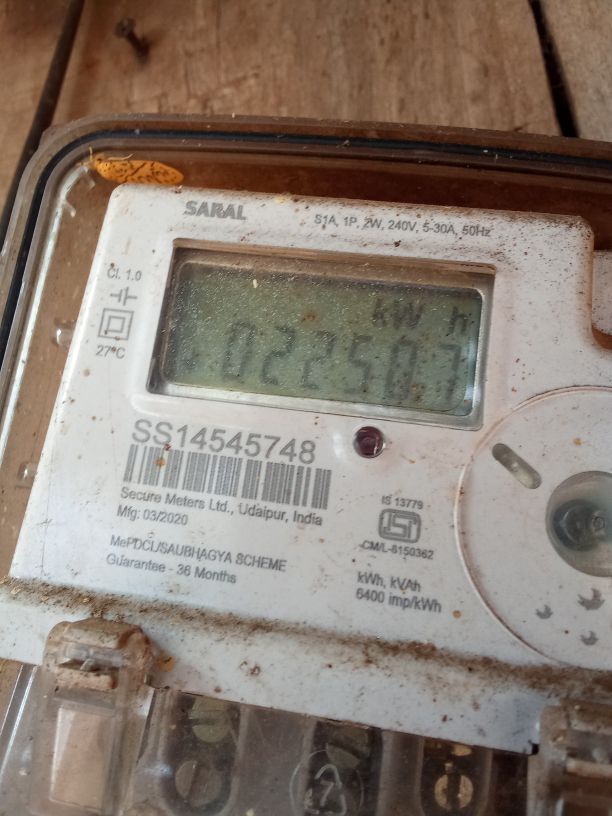 SARAL
S1A, 1P, 2W, 240V, 5-30A, 50Hz
Cl. 1.0
27°C
kW h
022507
SS14545748
Secure Meters Ltd., Udaipur, India
Mfg: 03/2020
IS 13779
CM/L-5150362
MePDCL/SAUBHAGYA SCHEME
Guarantee - 36 Months
kWh, kVAh
6400 imp/kWh